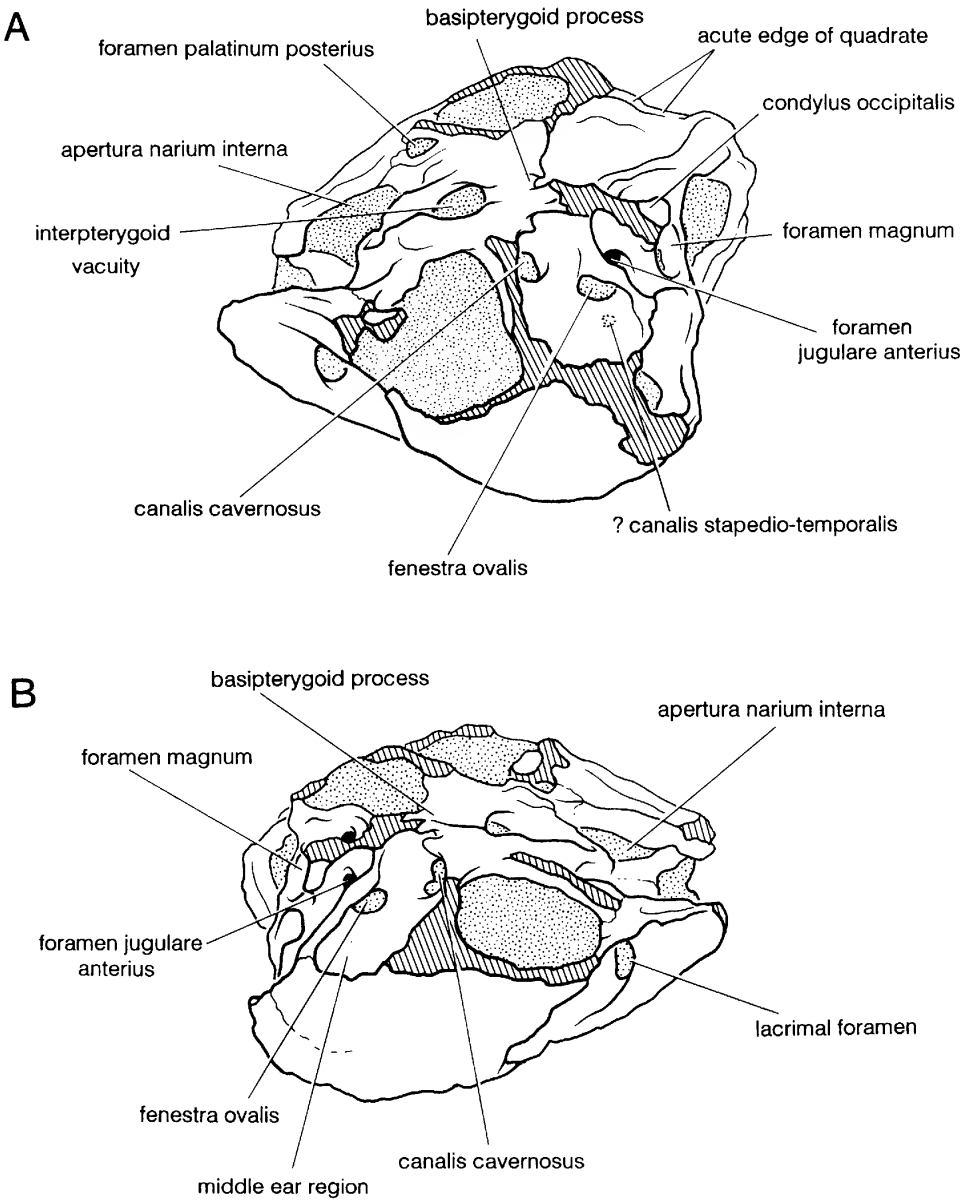 A
basipterygoid process
foramen palatinum posterius
acute edge of quadrate
condylus occipitalis
apertura narium interna
interpterygoid
vacuity
foramen magnum
foramen
jugulare anterius
canalis cavernosus
? canalis stapedio-temporalis
fenestra ovalis
B
basipterygoid process
apertura narium interna
foramen magnum
foramen jugulare
anterius
lacrimal foramen
fenestra ovalis
canalis cavernosus
middle ear region